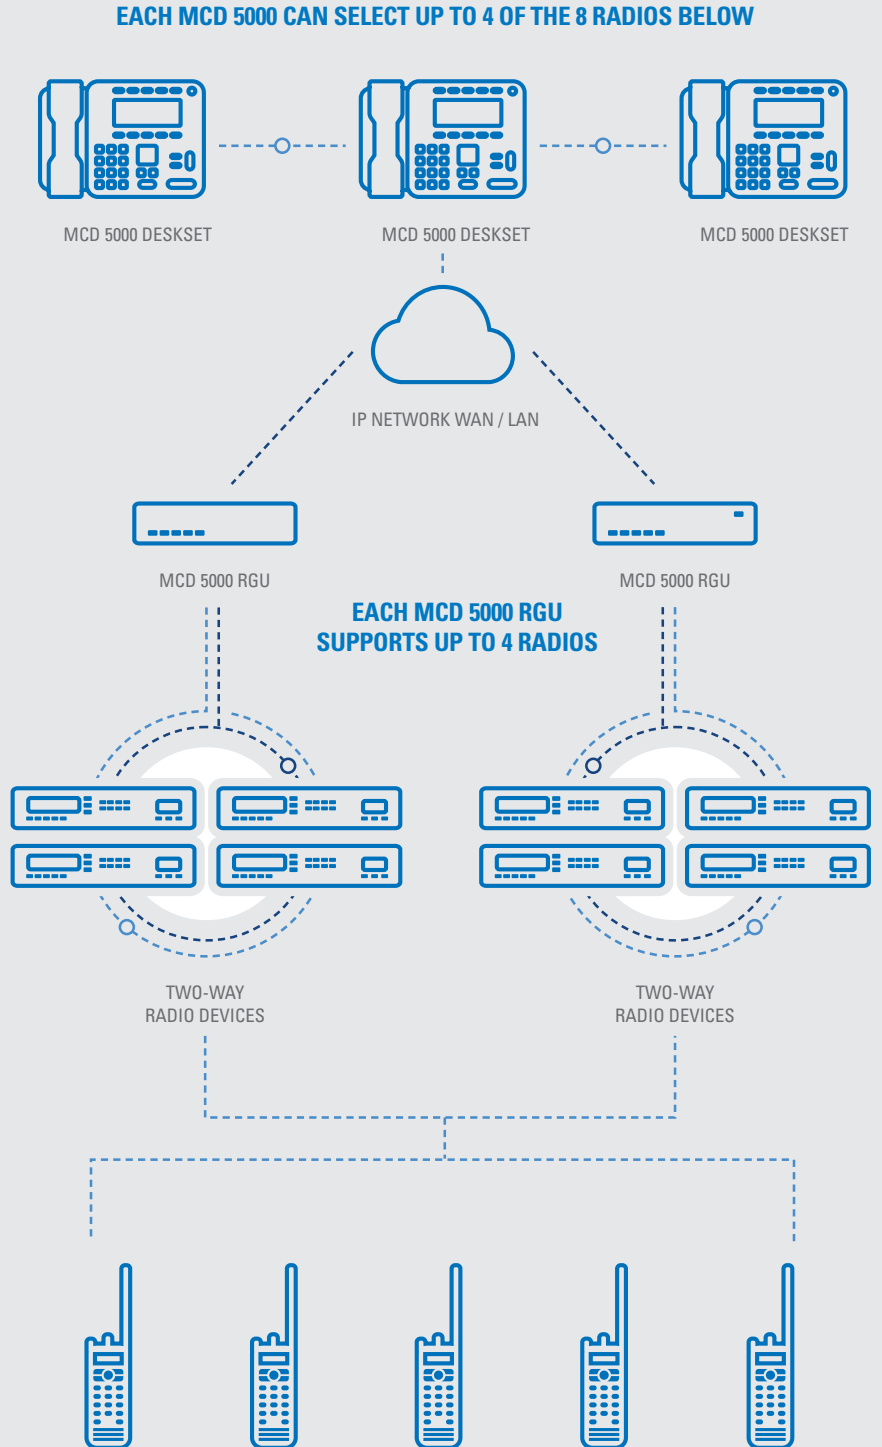 EACH MCD 5000 CAN SELECT UP TO 4 OF THE 8 RADIOS BELOW
MCD 5000 DESKSET
MCD 5000 DESKSET
MCD 5000 DESKSET
IP NETWORK WAN / LAN
MCD 5000 RGU
MCD 5000 RGU
EACH MCD 5000 RGU
SUPPORTS UP TO 4 RADIOS
TWO-WAY
RADIO DEVICES
TWO-WAY
RADIO DEVICES